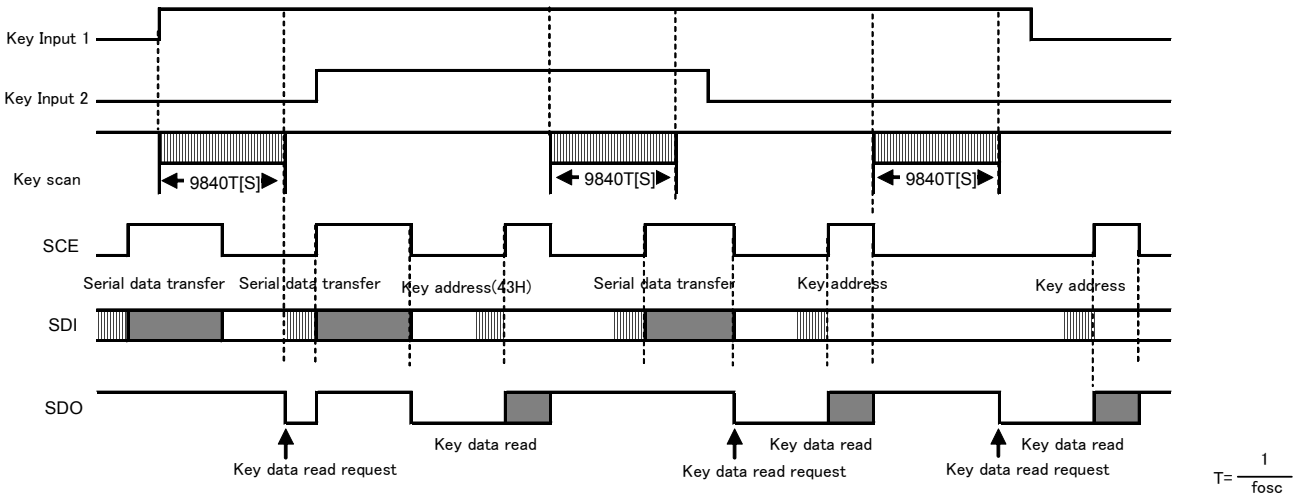 Key Input 1
Key Input 2
Key scan
9840T[S] 9840T[S] 9840T[S]
SCE
Serial data transfer Serial data transfer Key address(43H) Serial data transfer Key address Key address
SDI
SDO
Key data read Key data read Key data read
Key data read request Key data read request Key data read request
T= 1
fosc